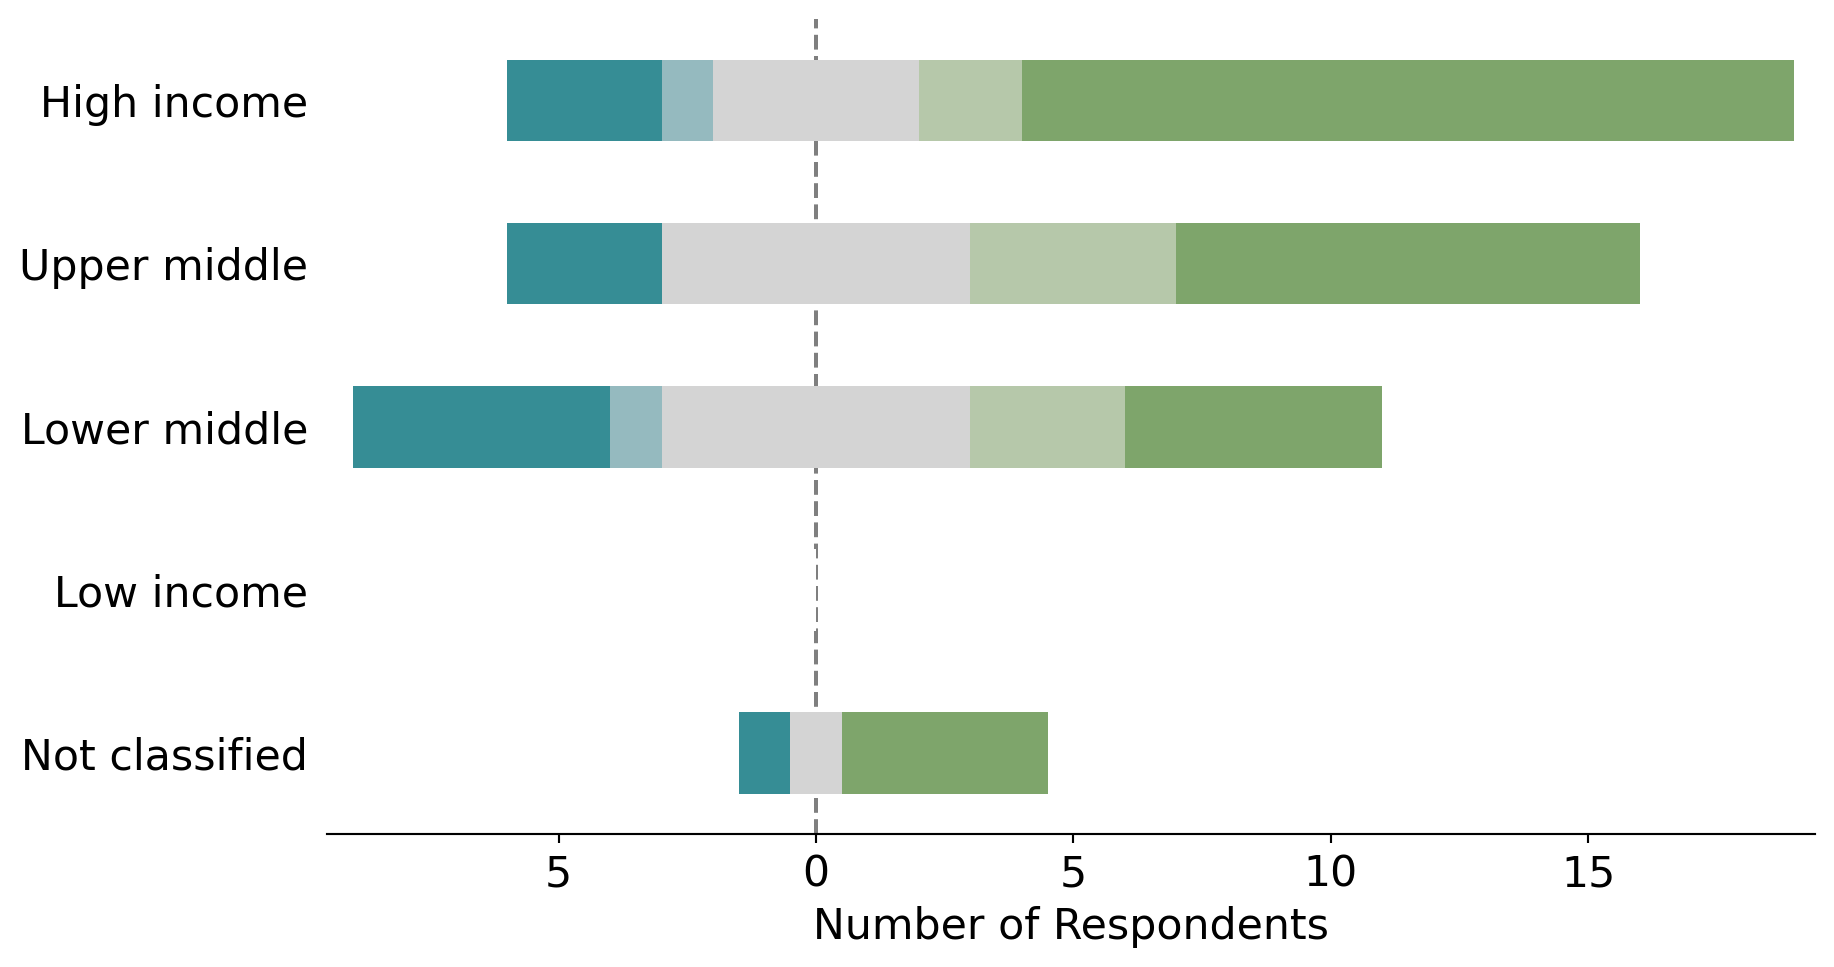 High income
Upper middle
Lower middle
Low income
Not classified
5 0 5 10 15
Number of Respondents